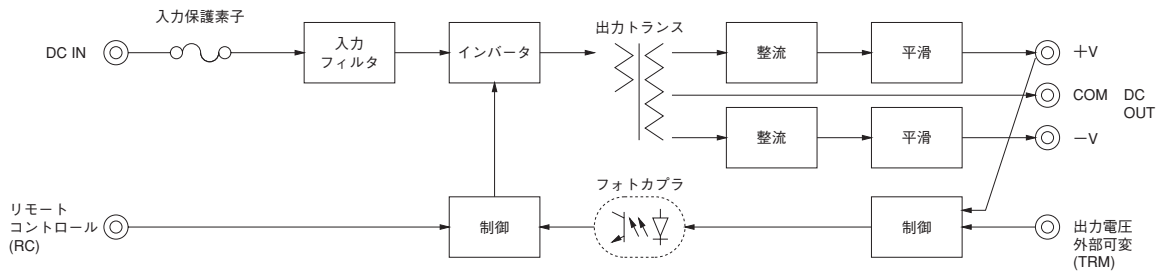 入力保護素子
DC IN
入力
フィルタ
インバータ
出力トランス
整流
平滑
＋V
COM
DC
OUT
整流
平滑
－V
リモート
コントロール
(RC)
制御
フォトカプラ
制御
出力電圧
外部可変
(TRM)